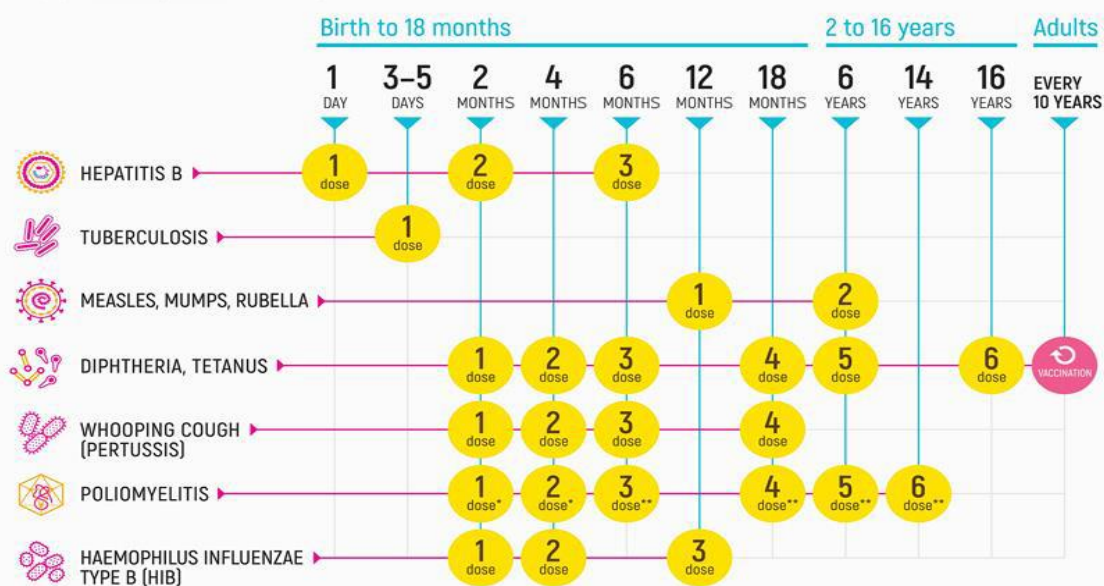 Birth to 18 months
2 to 16 years
Adults
1 DAY
3–5 DAYS
2 MONTHS
4 MONTHS
6 MONTHS
12 MONTHS
18 MONTHS
6 YEARS
14 YEARS
16 YEARS
EVERY
10 YEARS
HEPATITIS B
1 dose
2 dose
3 dose
TUBERCULOSIS
1 dose
MEASLES, MUMPS, RUBELLA
1 dose
2 dose
DIPHTHERIA, TETANUS
1 dose
2 dose
3 dose
4 dose
5 dose
6 dose
VACCINATION
WHOOPING COUGH
(PERTUSSIS)
1 dose
2 dose
3 dose
4 dose
POLIOMYELITIS
1 dose*
2 dose*
3 dose**
4 dose**
5 dose**
6 dose**
HAEMOPHILUS INFLUENZAE
TYPE B (HIB)
1 dose
2 dose
3 dose